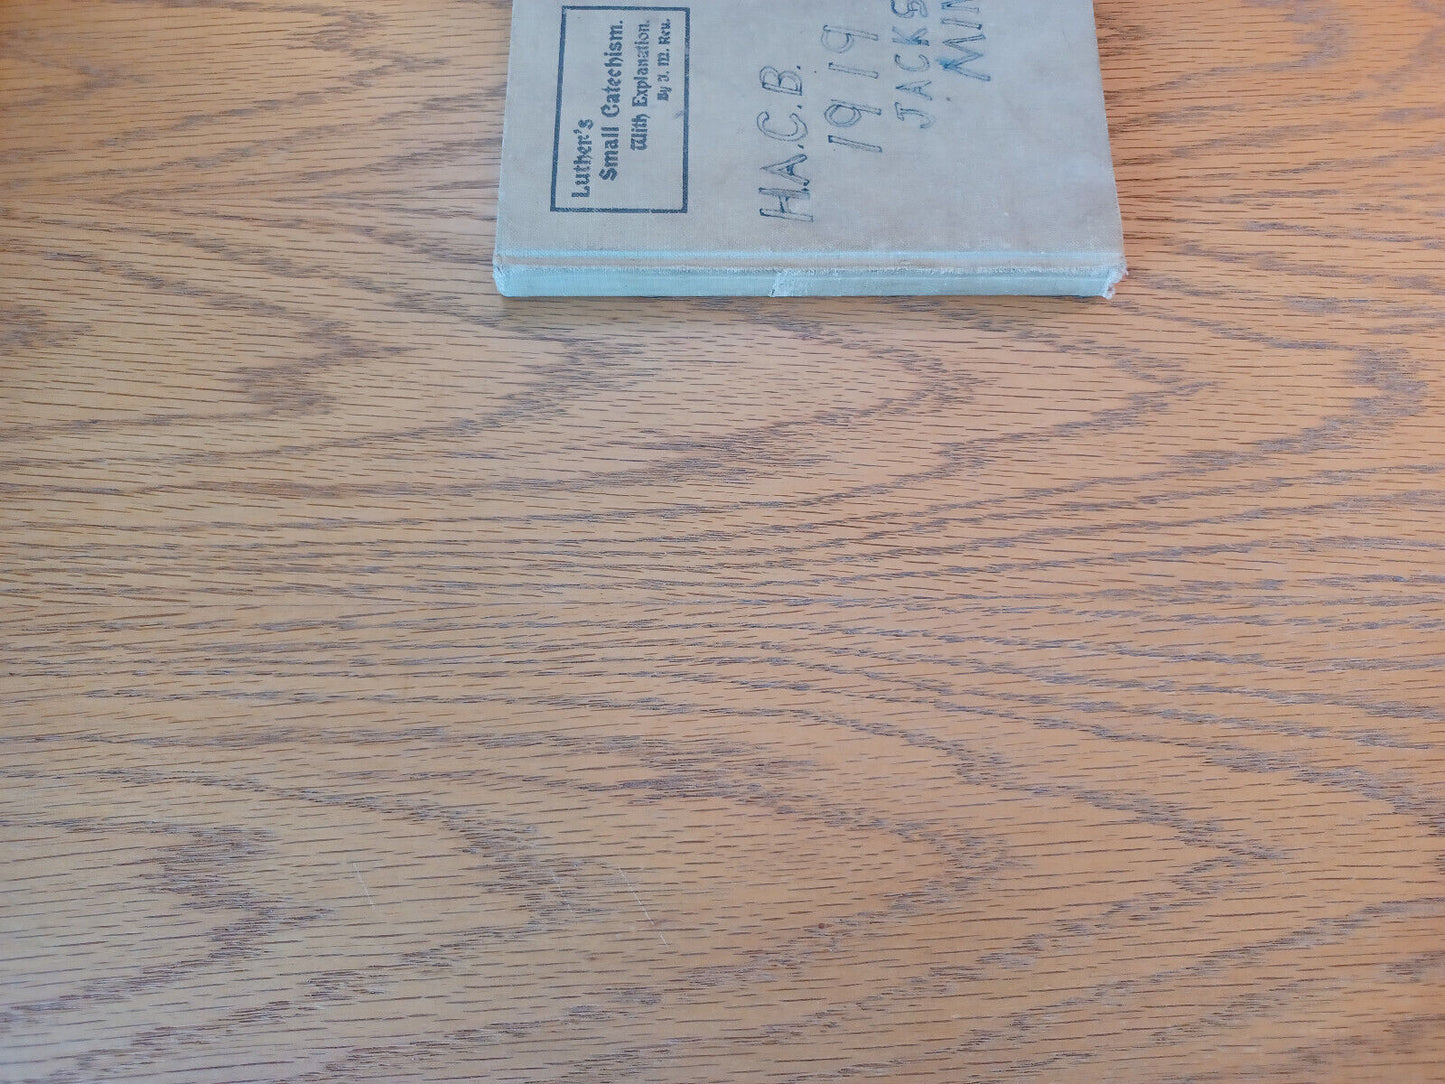 Luther's
Small Catechism.
With Explanation.
By J. M. Reu.
H.A.C.B.
1919
JACKS
MIN